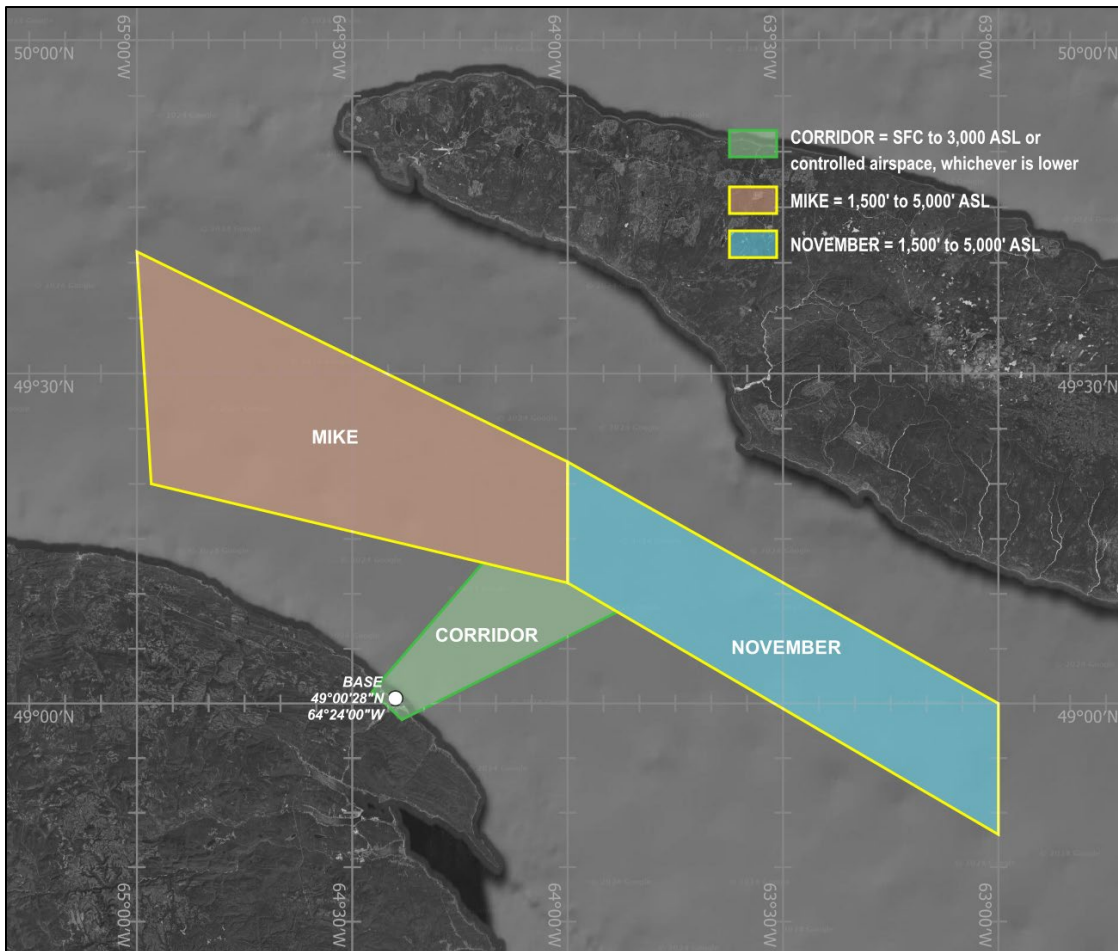 65°00'W
64°30'W
64°00'W
63°30'W
63°00'W
50°00'N
50°00'N
CORRIDOR = SFC to 3,000 ASL or
controlled airspace, whichever is lower
MIKE = 1,500' to 5,000' ASL
NOVEMBER = 1,500' to 5,000' ASL
49°30'N
49°30'N
MIKE
CORRIDOR
NOVEMBER
BASE
49°00'28"N
64°24'00"W
49°00'N
49°00'N
65°00'W
64°30'W
64°00'W
63°30'W
63°00'W